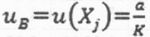 u_B = u(X_j) = a/K